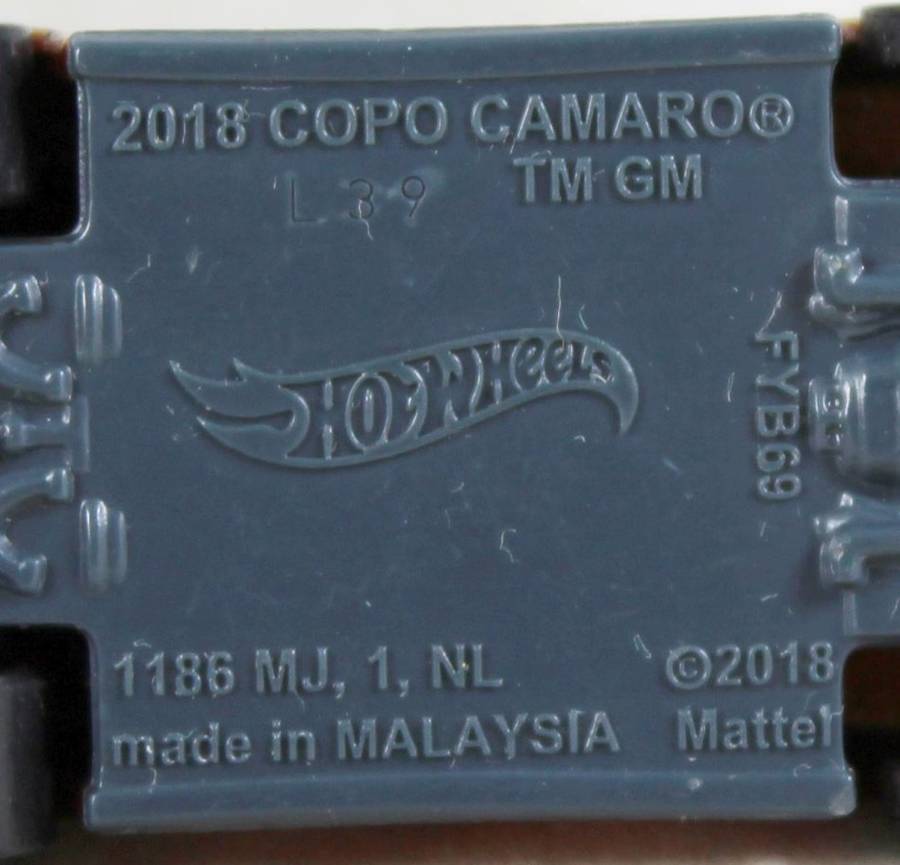 2018 COPO CAMARO®
TM GM
L39
HOT WHeeLS
FYB69
1186 MJ, 1, NL
made in MALAYSIA
©2018
Mattel